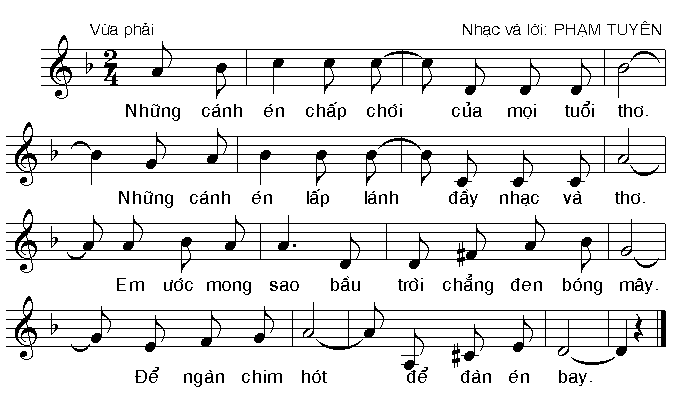 Vừa phải Nhạc và lời: PHẠM TUYÊN
2
4
Những cánh én chấp chới của mọi tuổi thơ.
Những cánh én lấp lánh đầy nhạc và thơ.
Em ước mong sao bầu trời chẳng đen bóng mây.
Để ngàn chim hót để đàn én bay.